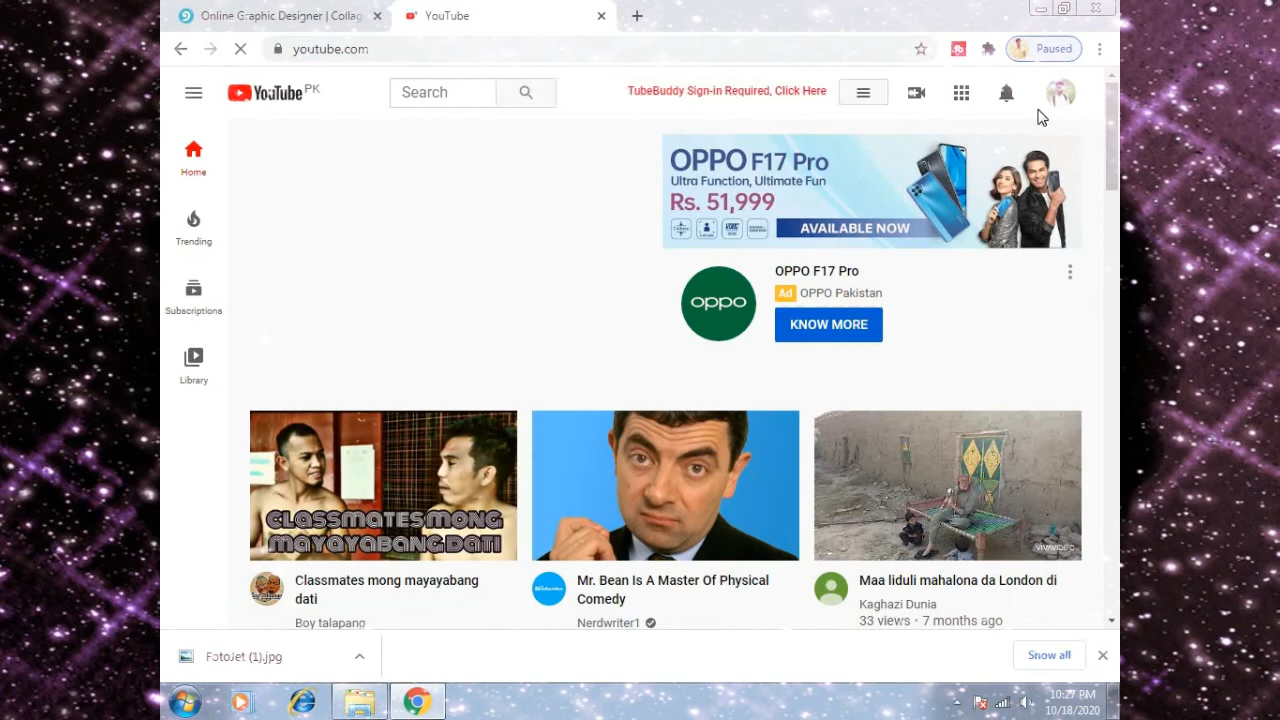 Online Graphic Designer | Collag
YouTube
youtube.com
Paused
YouTube PK
Search
TubeBuddy Sign-in Required, Click Here
Home
Trending
Subscriptions
Library
OPPO F17 Pro
Ultra Function, Ultimate Fun
Rs. 51,999
AVAILABLE NOW
oppo
OPPO F17 Pro
Ad OPPO Pakistan
KNOW MORE
CLASSMATES MONG
MAYAYABANG DATI
VIVAVIDEO
Classmates mong mayayabang
dati
Boy talapang
Mr. Bean Is A Master Of Physical
Comedy
Nerdwriter1
Maa liduli mahalona da London di
Kaghazi Dunia
33 views • 7 months ago
FotoJet (1).jpg
Show all
10:27 PM
10/18/2020